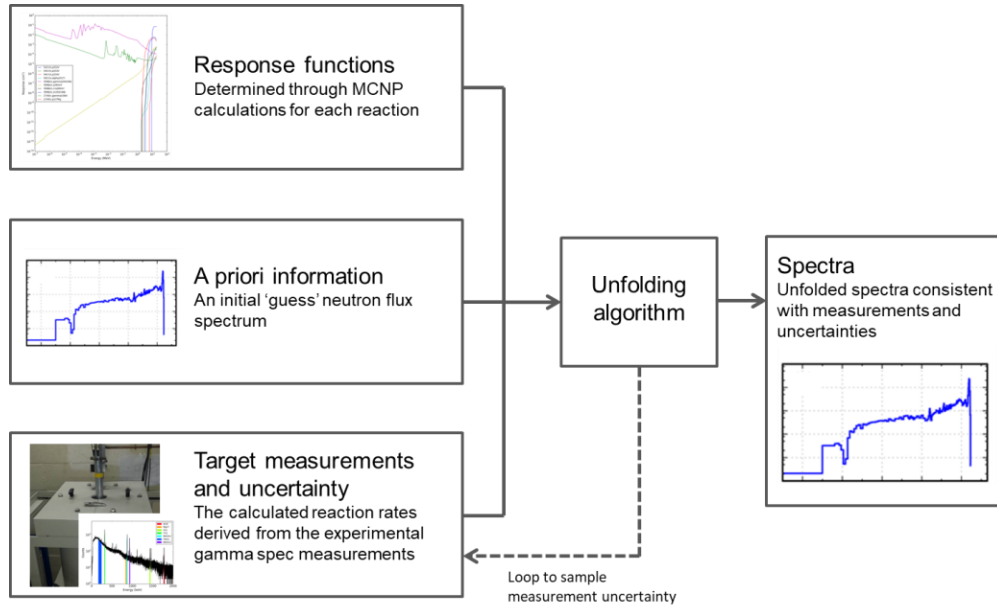 Response functions
Determined through MCNP
calculations for each reaction
A priori information
An initial ‘guess’ neutron flux
spectrum
Unfolding
algorithm
Spectra
Unfolded spectra consistent
with measurements and
uncertainties
Target measurements
and uncertainty
The calculated reaction rates
derived from the experimental
gamma spec measurements
Loop to sample
measurement uncertainty